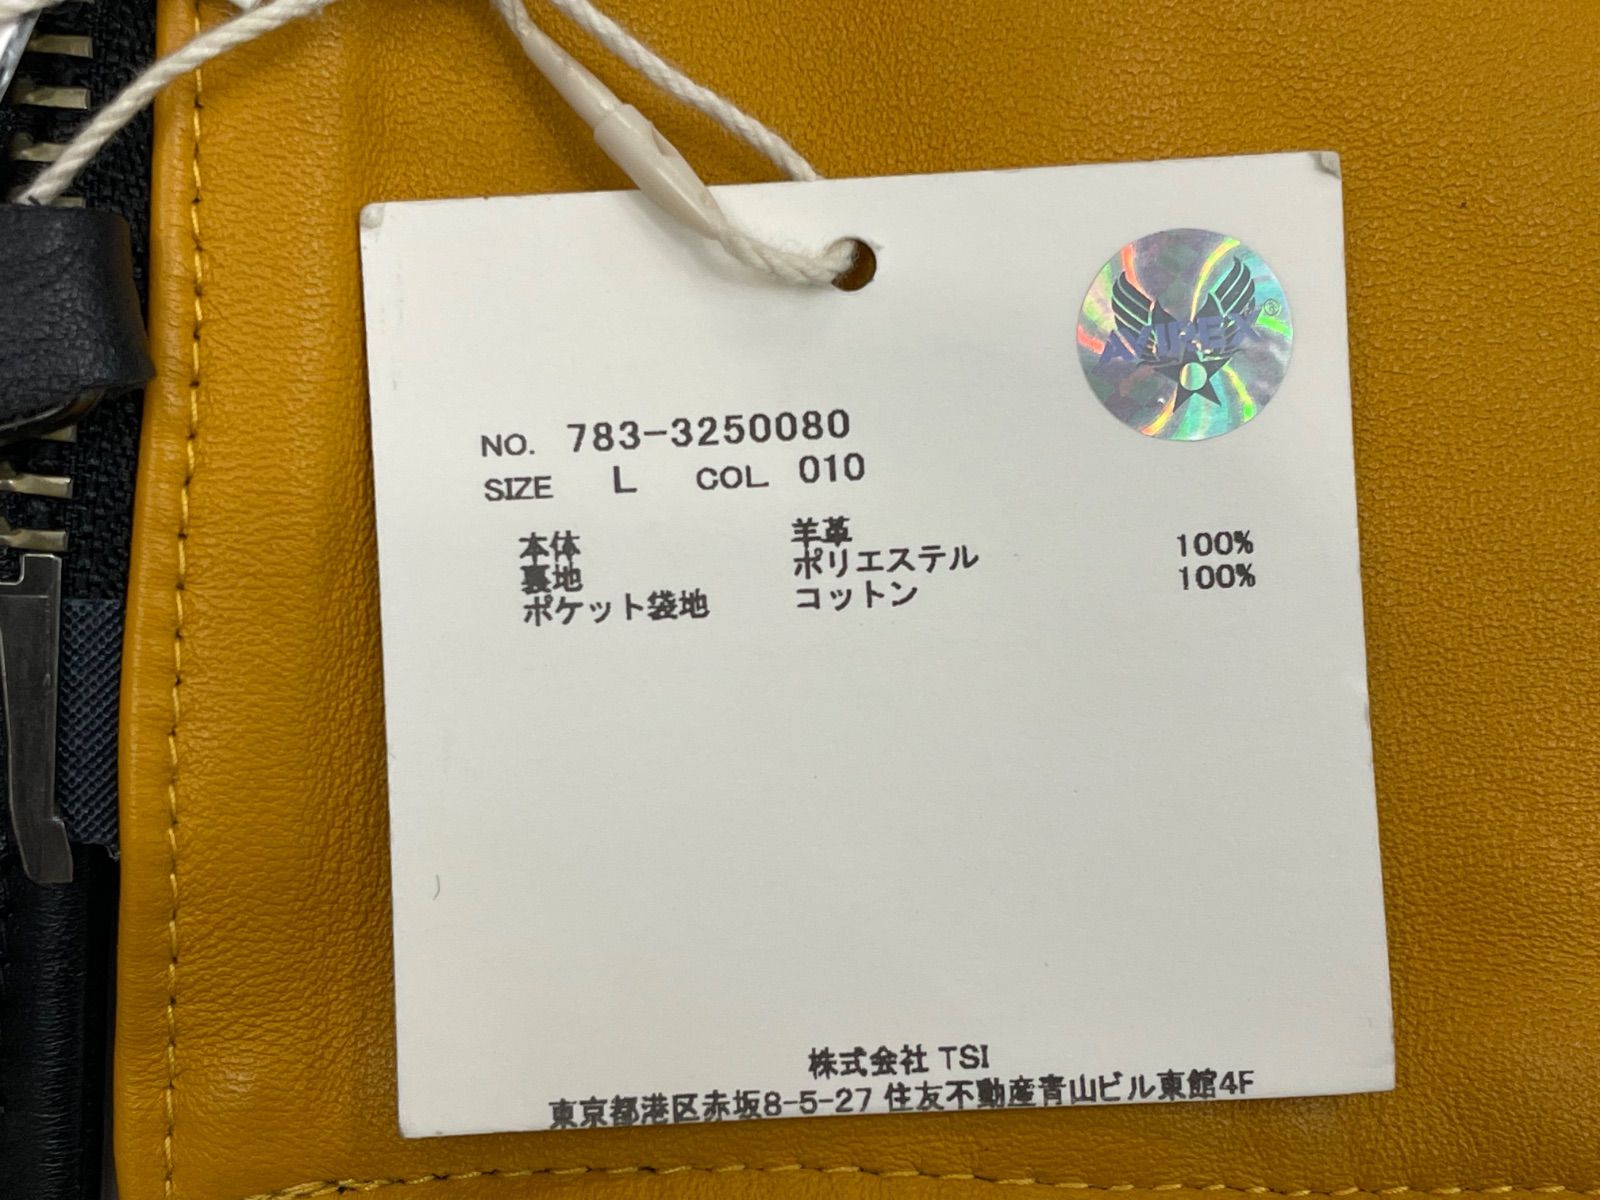 AVIREX®
NO. 783-3250080
SIZE L COL. 010
本体 羊革
裏地 ポリエステル 100%
ポケット袋地 コットン 100%
株式会社 TSI
東京都港区赤坂8-5-27 住友不動産青山ビル東館4F